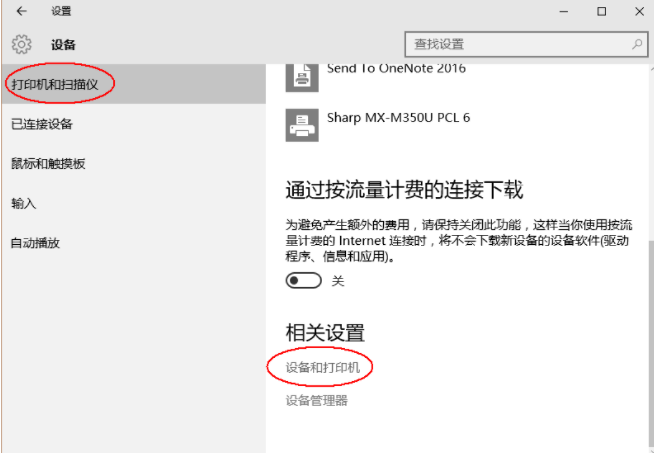 设置
设备
查找设置
打印机和扫描仪
已连接设备
鼠标和触摸板
输入
自动播放
Send To OneNote 2016
Sharp MX-M350U PCL 6
通过按流量计费的连接下载
为避免产生额外的费用，请保持关闭此功能，这样当你使用按流
量计费的 Internet 连接时，将不会下载新设备的设备软件(驱动
程序、信息和应用)。
关
相关设置
设备和打印机
设备管理器